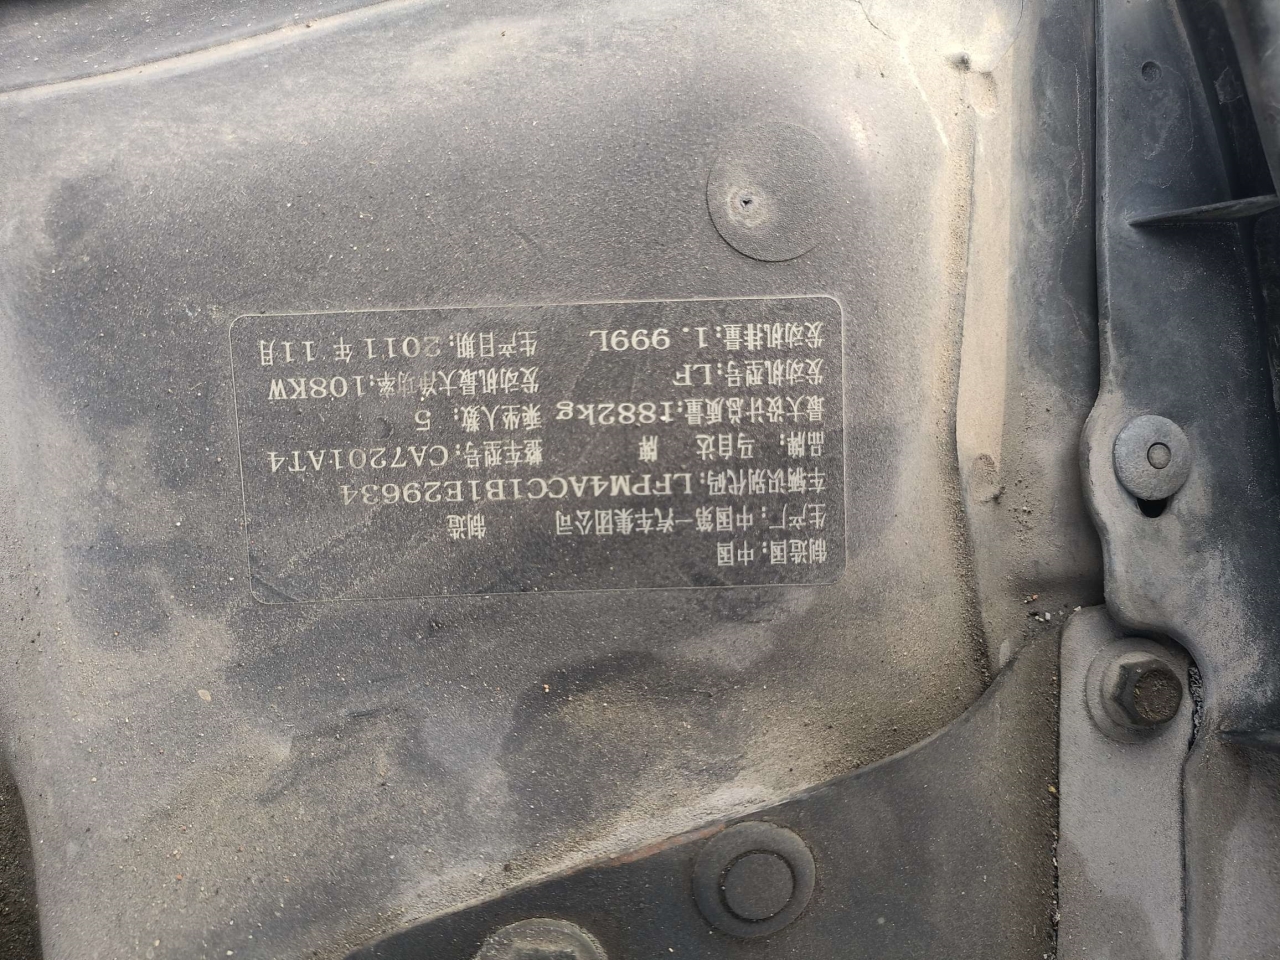 制造国：中国
生产厂：中国第一汽车集团公司 制造
车辆识别代码：LFPM4ACC1B1E29634
品牌： 马自达 牌 整车型号：CA7201AT4
最大设计总质量：1882kg 乘坐人数： 5
发动机型号：LF 发动机最大净功率：108KW
发动机排量：1.999L 生产日期：2011年11月